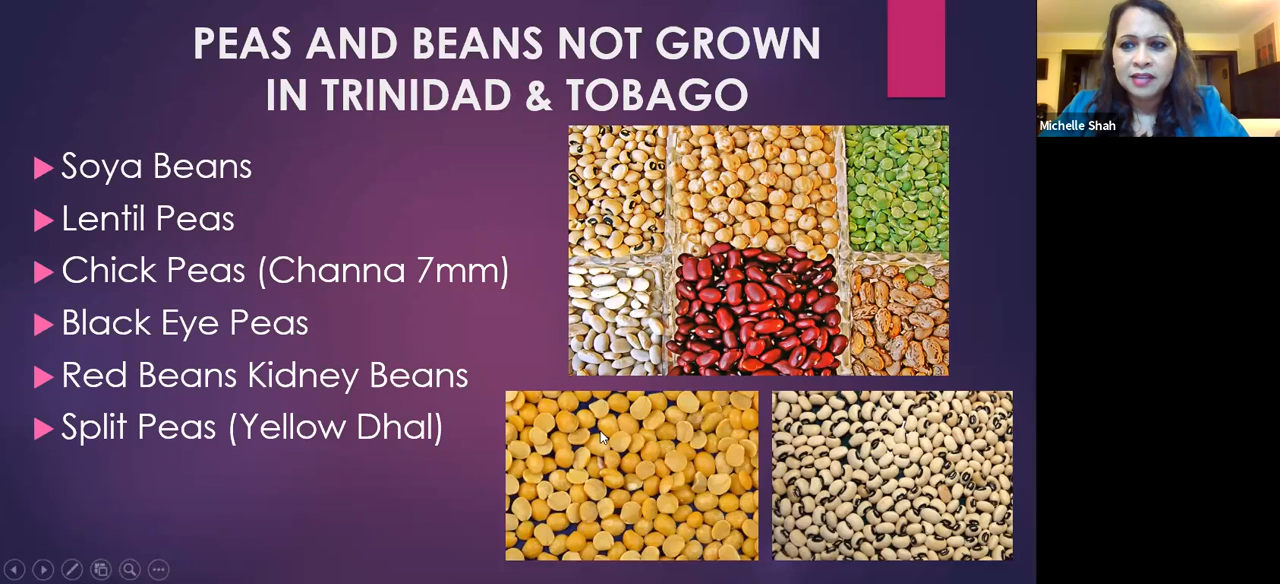 PEAS AND BEANS NOT GROWN
IN TRINIDAD & TOBAGO
Soya Beans
Lentil Peas
Chick Peas (Channa 7mm)
Black Eye Peas
Red Beans Kidney Beans
Split Peas (Yellow Dhal)
Michelle Shah